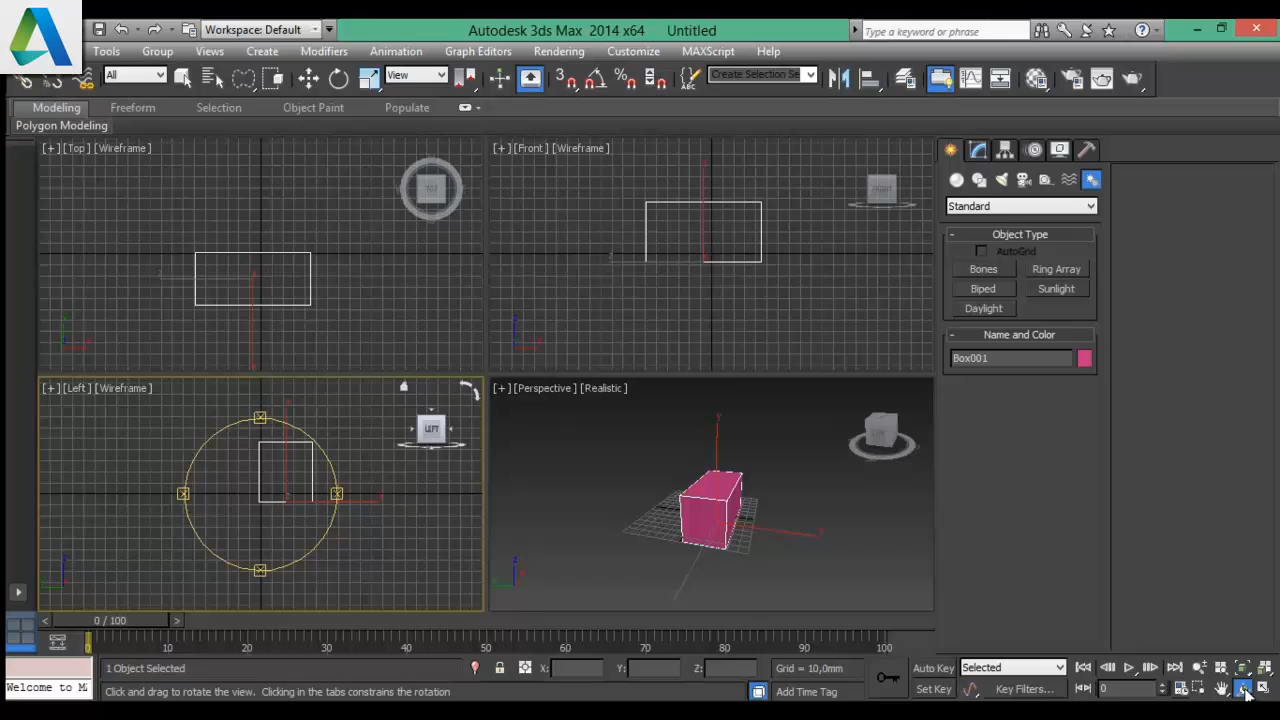 Workspace: Default
Autodesk 3ds Max 2014 x64 Untitled
Type a keyword or phrase
Tools Group Views Create Modifiers Animation Graph Editors Rendering Customize MAXScript Help
All View Create Selection Se
Modeling Freeform Selection Object Paint Populate
Polygon Modeling
[+] [Top] [Wireframe] [+] [Front] [Wireframe]
TOP FRONT
Standard
- Object Type
AutoGrid
Bones Ring Array
Biped Sunlight
Daylight
- Name and Color
Box001
[+] [Left] [Wireframe] [+] [Perspective] [Realistic]
LEFT
< 0 / 100 >
0 10 20 30 40 50 60 70 80 90 100
1 Object Selected X: Y: Z: Grid = 10,0mm Auto Key Selected
Welcome to M Click and drag to rotate the view. Clicking in the tabs constrains the rotation Add Time Tag Set Key Key Filters... 0